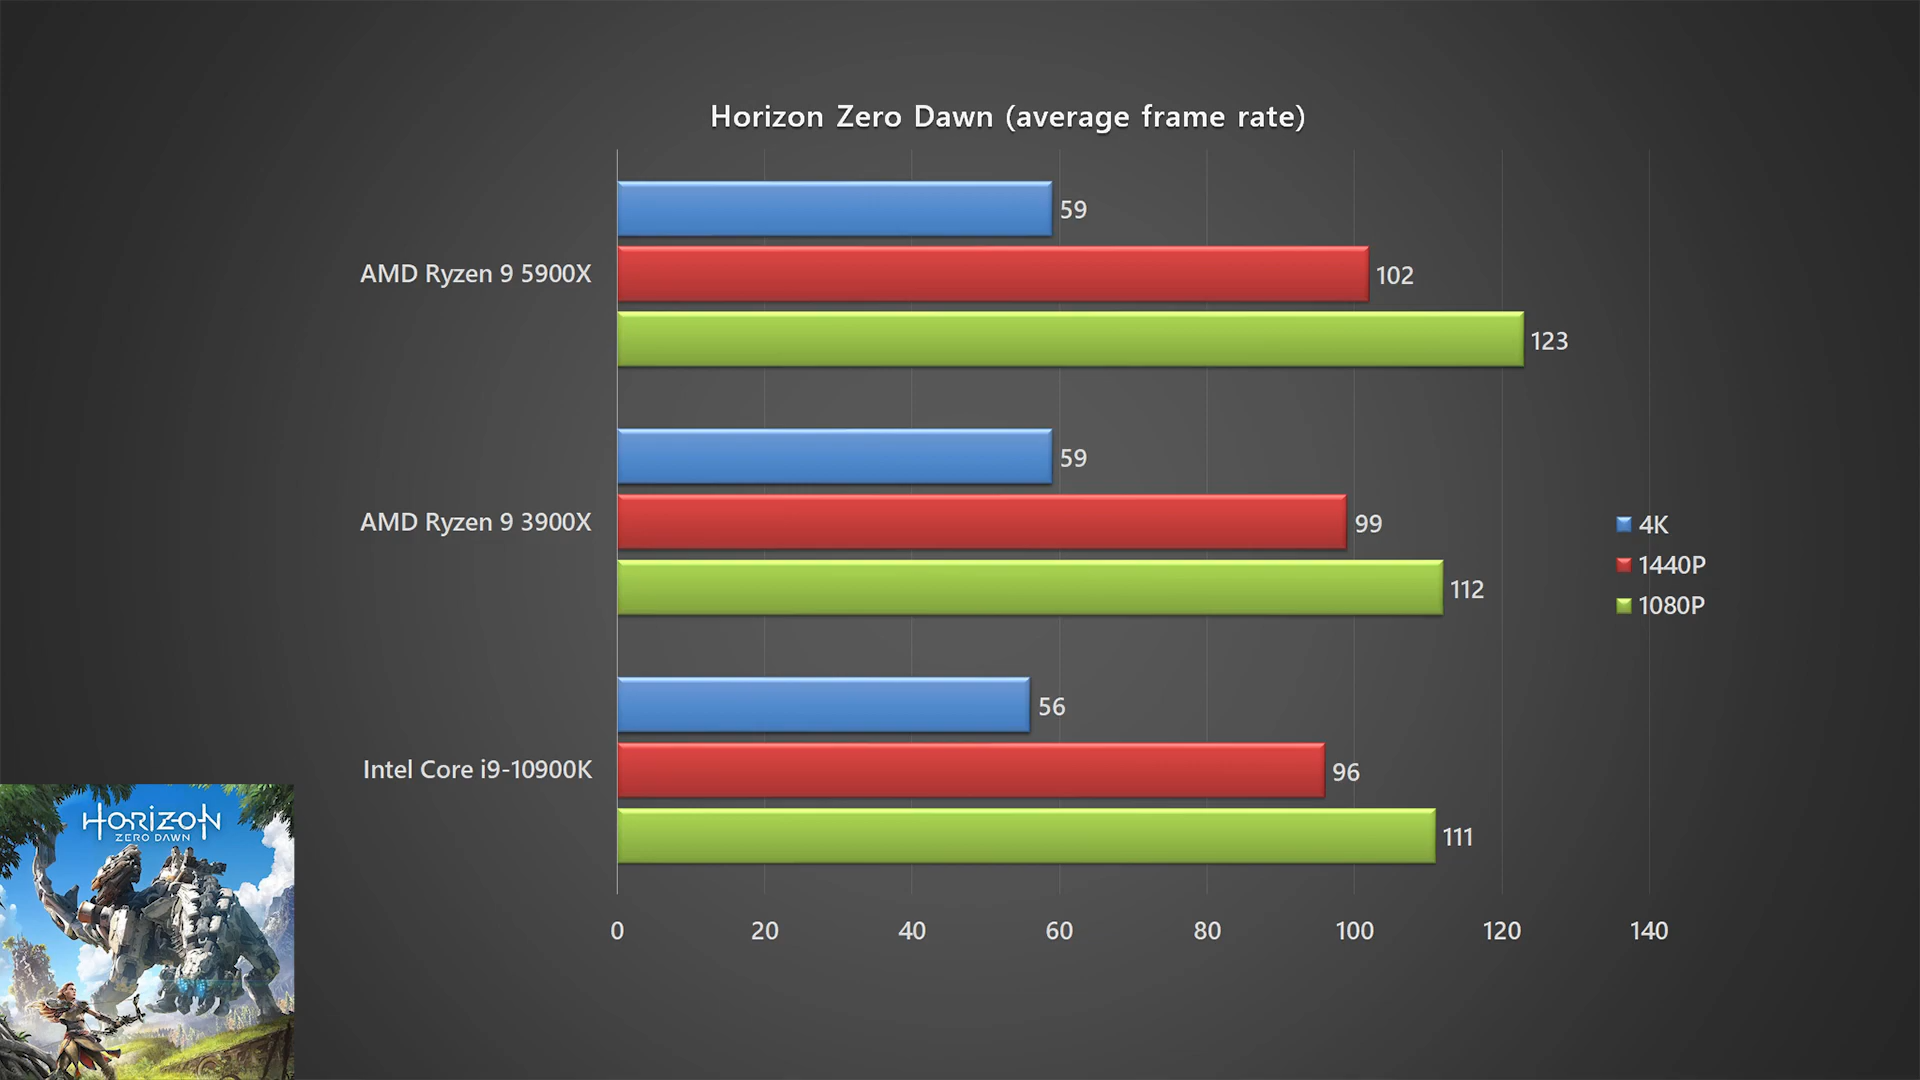 Horizon Zero Dawn (average frame rate)
59
AMD Ryzen 9 5900X
102
123
59
AMD Ryzen 9 3900X
99
112
56
Intel Core i9-10900K
96
111
4K
1440P
1080P
0 20 40 60 80 100 120 140
HORIZON
ZERO DAWN